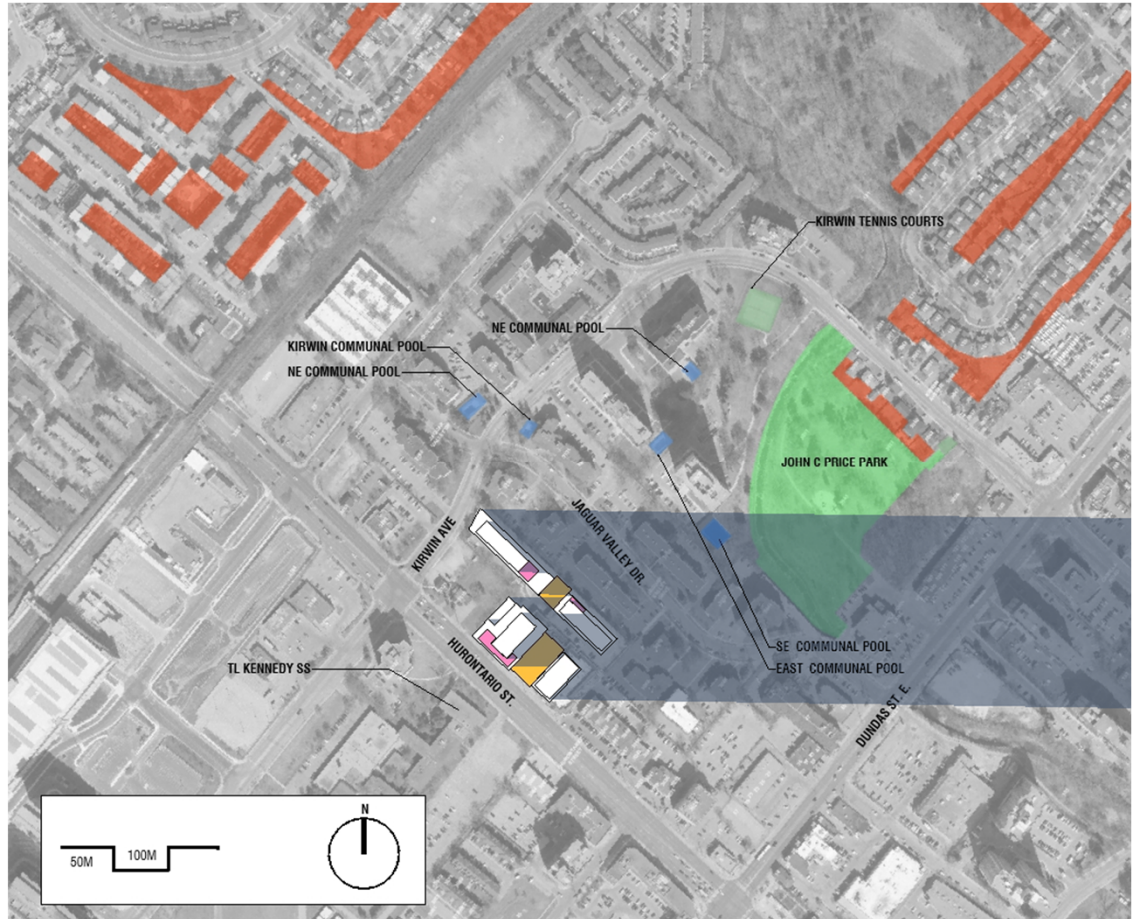 KIRWIN TENNIS COURTS
NE COMMUNAL POOL
KIRWIN COMMUNAL POOL
NE COMMUNAL POOL
JOHN C PRICE PARK
JAGUAR VALLEY DR.
KIRWIN AVE
HURONTARIO ST.
SE COMMUNAL POOL
TL KENNEDY SS
EAST COMMUNAL POOL
DUNDAS ST. E.
N
50M
100M